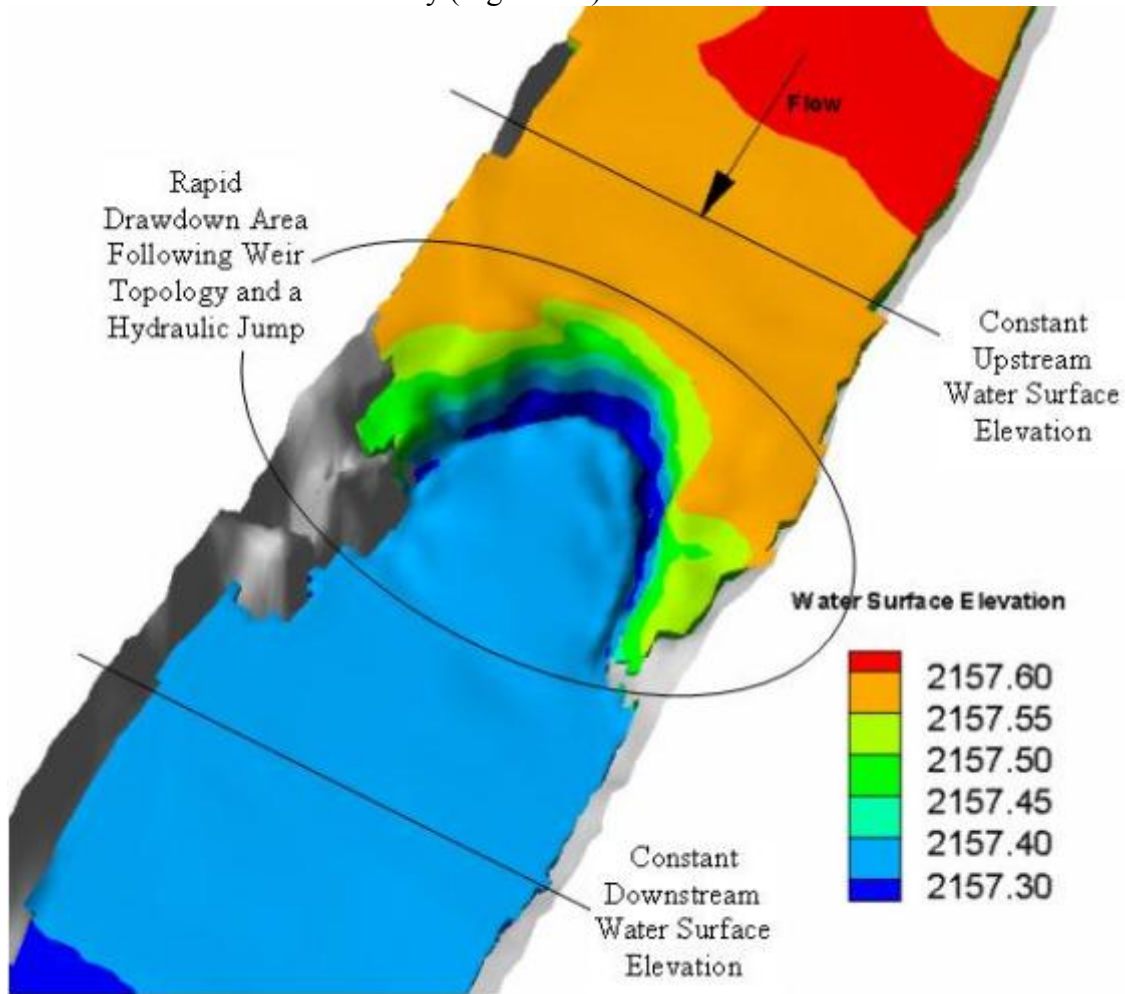 Flow
Rapid
Drawdown Area
Following Weir
Topology and a
Hydraulic Jump
Constant
Upstream
Water Surface
Elevation
Water Surface Elevation
2157.60
2157.55
2157.50
2157.45
2157.40
2157.30
Constant
Downstream
Water Surface
Elevation